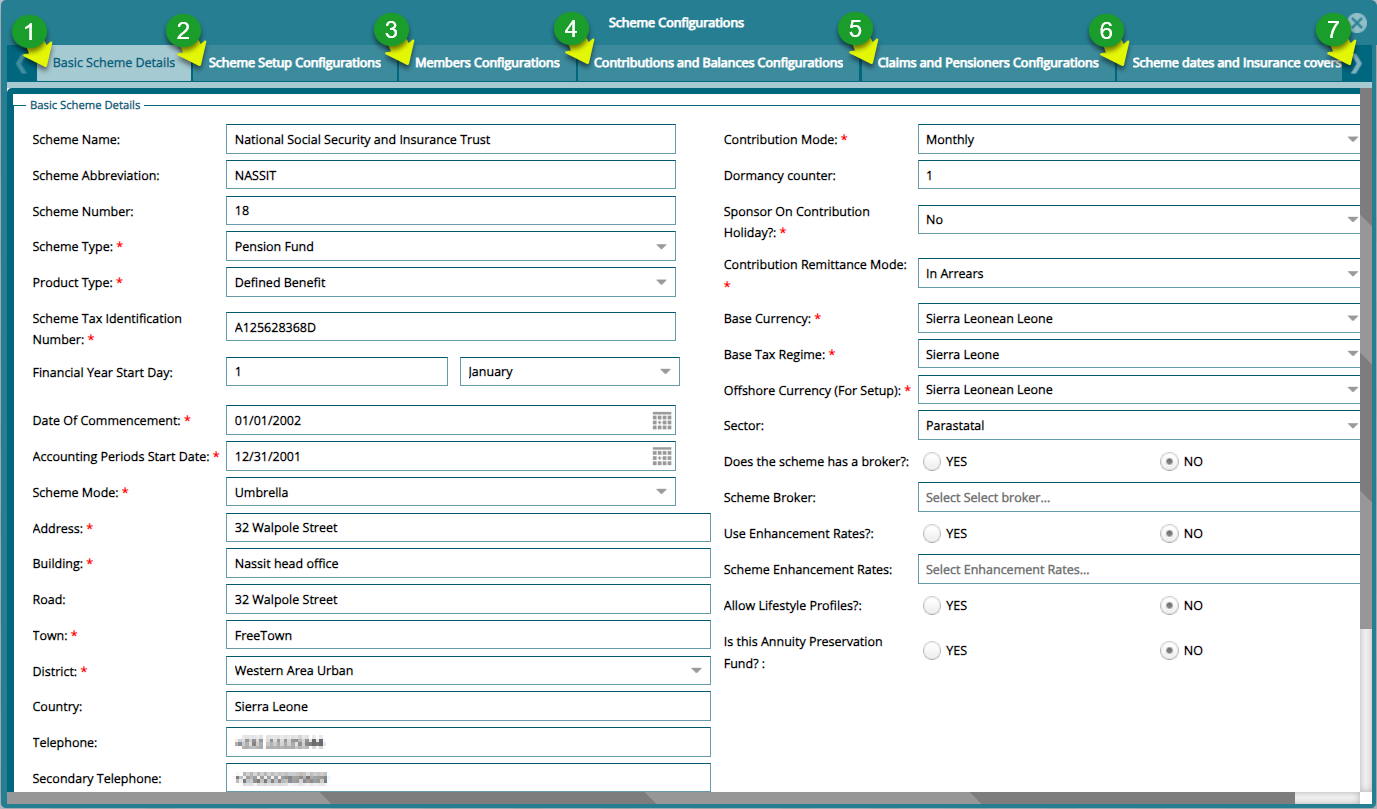 Scheme Configurations
1 2 3 4 5 6 7
Basic Scheme Details Scheme Setup Configurations Members Configurations Contributions and Balances Configurations Claims and Pensioners Configurations Scheme dates and Insurance covers
Basic Scheme Details
Scheme Name: National Social Security and Insurance Trust
Scheme Abbreviation: NASSIT
Scheme Number: 18
Scheme Type: * Pension Fund
Product Type: * Defined Benefit
Scheme Tax Identification
Number: * A125628368D
Financial Year Start Day: 1 January
Date Of Commencement: * 01/01/2002
Accounting Periods Start Date: * 12/31/2001
Scheme Mode: * Umbrella
Address: * 32 Walpole Street
Building: * Nassit head office
Road: 32 Walpole Street
Town: * FreeTown
District: * Western Area Urban
Country: Sierra Leone
Telephone:
Secondary Telephone:
Contribution Mode: * Monthly
Dormancy counter: 1
Sponsor On Contribution
Holiday?: * No
Contribution Remittance Mode:
* In Arrears
Base Currency: * Sierra Leonean Leone
Base Tax Regime: * Sierra Leone
Offshore Currency (For Setup): * Sierra Leonean Leone
Sector: Parastatal
Does the scheme has a broker?: YES NO
Scheme Broker: Select Select broker...
Use Enhancement Rates?: YES NO
Scheme Enhancement Rates: Select Enhancement Rates...
Allow Lifestyle Profiles?: YES NO
Is this Annuity Preservation
Fund? : YES NO